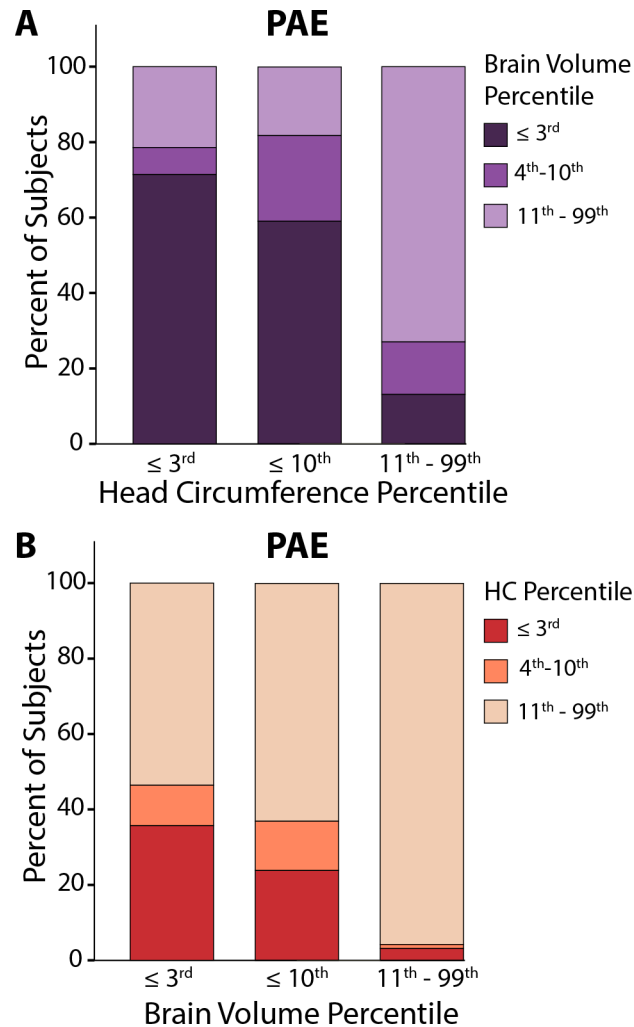 A
PAE
Percent of Subjects
100
80
60
40
20
0
≤ 3rd
≤ 10th
11th - 99th
Head Circumference Percentile
Brain Volume
Percentile
≤ 3rd
4th-10th
11th - 99th
B
PAE
Percent of Subjects
100
80
60
40
20
0
≤ 3rd
≤ 10th
11th - 99th
Brain Volume Percentile
HC Percentile
≤ 3rd
4th-10th
11th - 99th